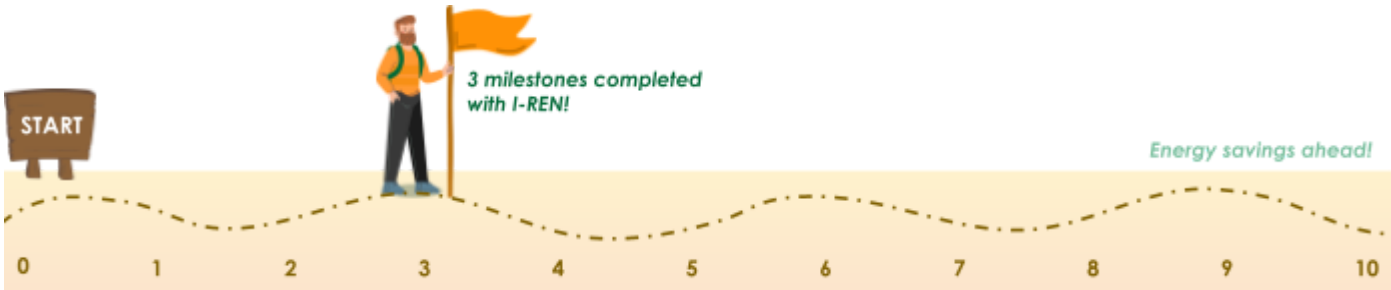 START
3 milestones completed
with I-REN!
Energy savings ahead!
0 1 2 3 4 5 6 7 8 9 10